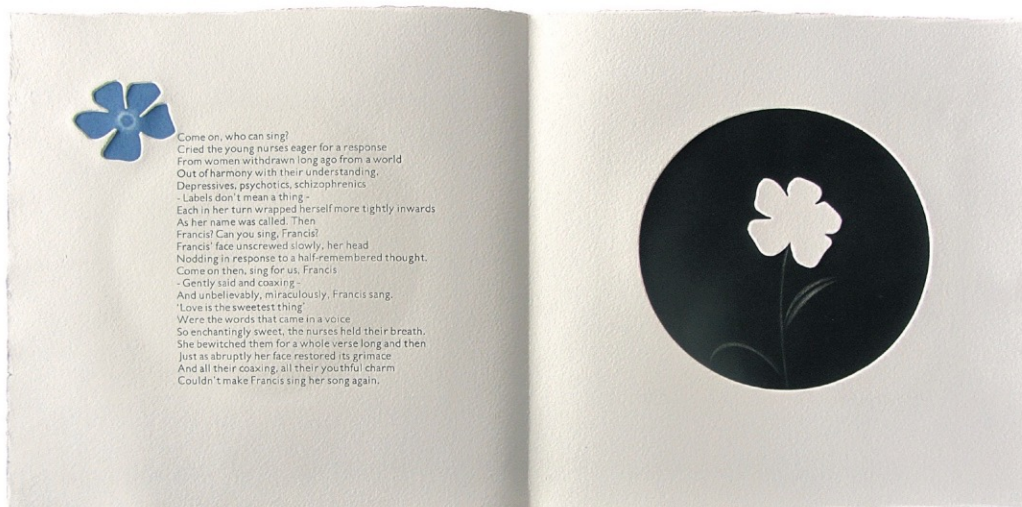 Come on, who can sing?
Cried the young nurses eager for a response
From women withdrawn long ago from a world
Out of harmony with their understanding,
Depressives, psychotics, schizophrenics
- Labels don't mean a thing -
Each in her turn wrapped herself more tightly inwards
As her name was called. Then
Francis? Can you sing, Francis?
Francis' face unscrewed slowly, her head
Nodding in response to a half-remembered thought.
Come on then, sing for us, Francis
- Gently said and coaxing -
And unbelievably, miraculously, Francis sang.
'Love is the sweetest thing'
Were the words that came in a voice
So enchantingly sweet, the nurses held their breath.
She bewitched them for a whole verse long and then
Just as abruptly her face restored its grimace
And all their coaxing, all their youthful charm
Couldn't make Francis sing her song again.